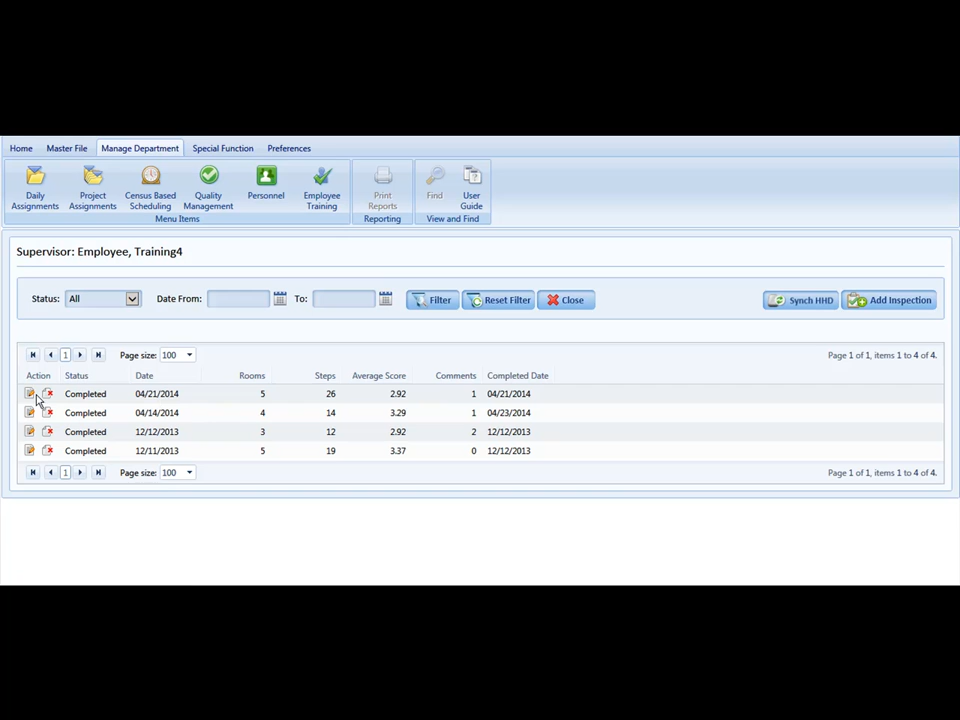 Home Master File Manage Department Special Function Preferences
Daily Assignments Project Assignments Census Based Scheduling Quality Management Personnel Employee Training Print Reports Find User Guide
Menu Items Reporting View and Find
Supervisor: Employee, Training4
Status: All Date From: To: Filter Reset Filter Close Synch HHD Add Inspection
1 Page size: 100 Page 1 of 1, items 1 to 4 of 4.
Action Status Date Rooms Steps Average Score Comments Completed Date
Completed 04/21/2014 5 26 2.92 1 04/21/2014
Completed 04/14/2014 4 14 3.29 1 04/23/2014
Completed 12/12/2013 3 12 2.92 2 12/12/2013
Completed 12/11/2013 5 19 3.37 0 12/12/2013
1 Page size: 100 Page 1 of 1, items 1 to 4 of 4.